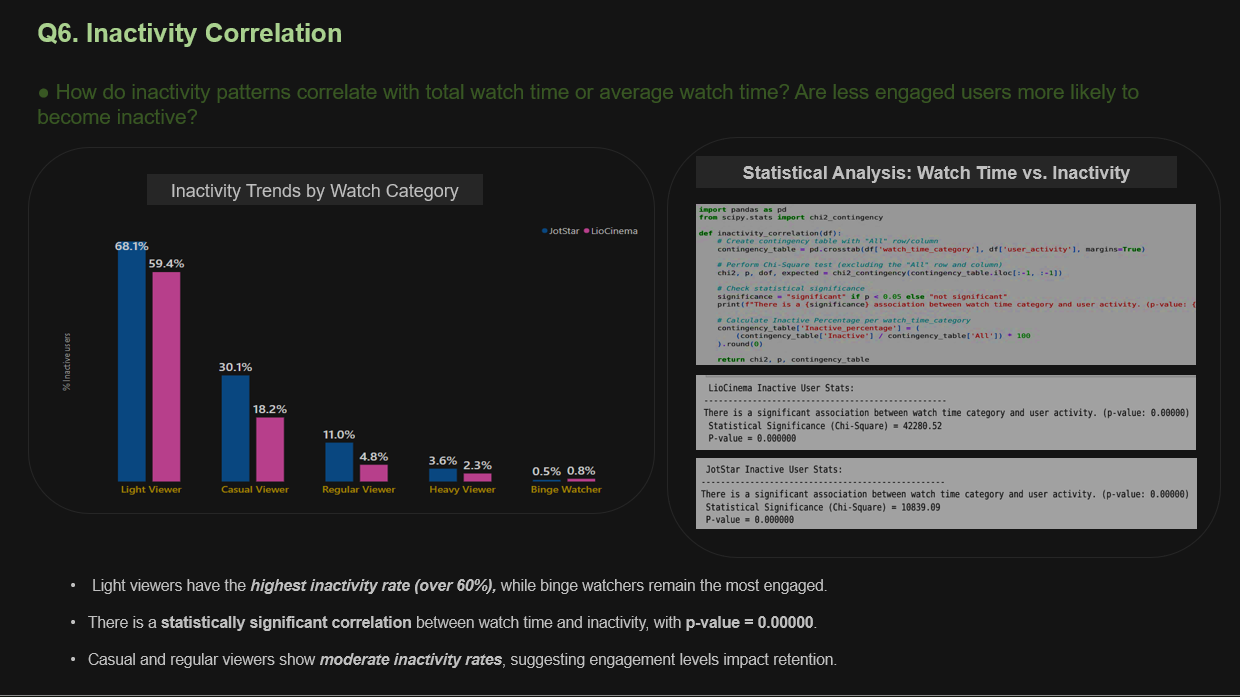 Q6. Inactivity Correlation
● How do inactivity patterns correlate with total watch time or average watch time? Are less engaged users more likely to
become inactive?
Inactivity Trends by Watch Category
JotStar LioCinema
% Inactive users
68.1%
59.4%
30.1%
18.2%
11.0%
4.8%
3.6%
2.3%
0.5%
0.8%
Light Viewer
Casual Viewer
Regular Viewer
Heavy Viewer
Binge Watcher
Statistical Analysis: Watch Time vs. Inactivity
import pandas as pd
from scipy.stats import chi2_contingency
def inactivity_correlation(df):
# Create contingency table with "All" row/column
contingency_table = pd.crosstab(df['watch_time_category'], df['user_activity'], margins=True)
# Perform Chi-Square test (excluding the "All" row and column)
chi2, p, dof, expected = chi2_contingency(contingency_table.iloc[:-1, :-1])
# Check statistical significance
significance = "significant" if p < 0.05 else "not significant"
print(f"There is a {significance} association between watch time category and user activity. (p-value: {
# Calculate Inactive Percentage per watch_time_category
contingency_table['Inactive_percentage'] = (
(contingency_table['Inactive'] / contingency_table['All']) * 100
).round(0)
return chi2, p, contingency_table
LioCinema Inactive User Stats:
--------------------------------------------------
There is a significant association between watch time category and user activity. (p-value: 0.00000)
Statistical Significance (Chi-Square) = 42280.52
P-value = 0.000000
JotStar Inactive User Stats:
--------------------------------------------------
There is a significant association between watch time category and user activity. (p-value: 0.00000)
Statistical Significance (Chi-Square) = 10839.09
P-value = 0.000000
• Light viewers have the highest inactivity rate (over 60%), while binge watchers remain the most engaged.
• There is a statistically significant correlation between watch time and inactivity, with p-value = 0.00000.
• Casual and regular viewers show moderate inactivity rates, suggesting engagement levels impact retention.